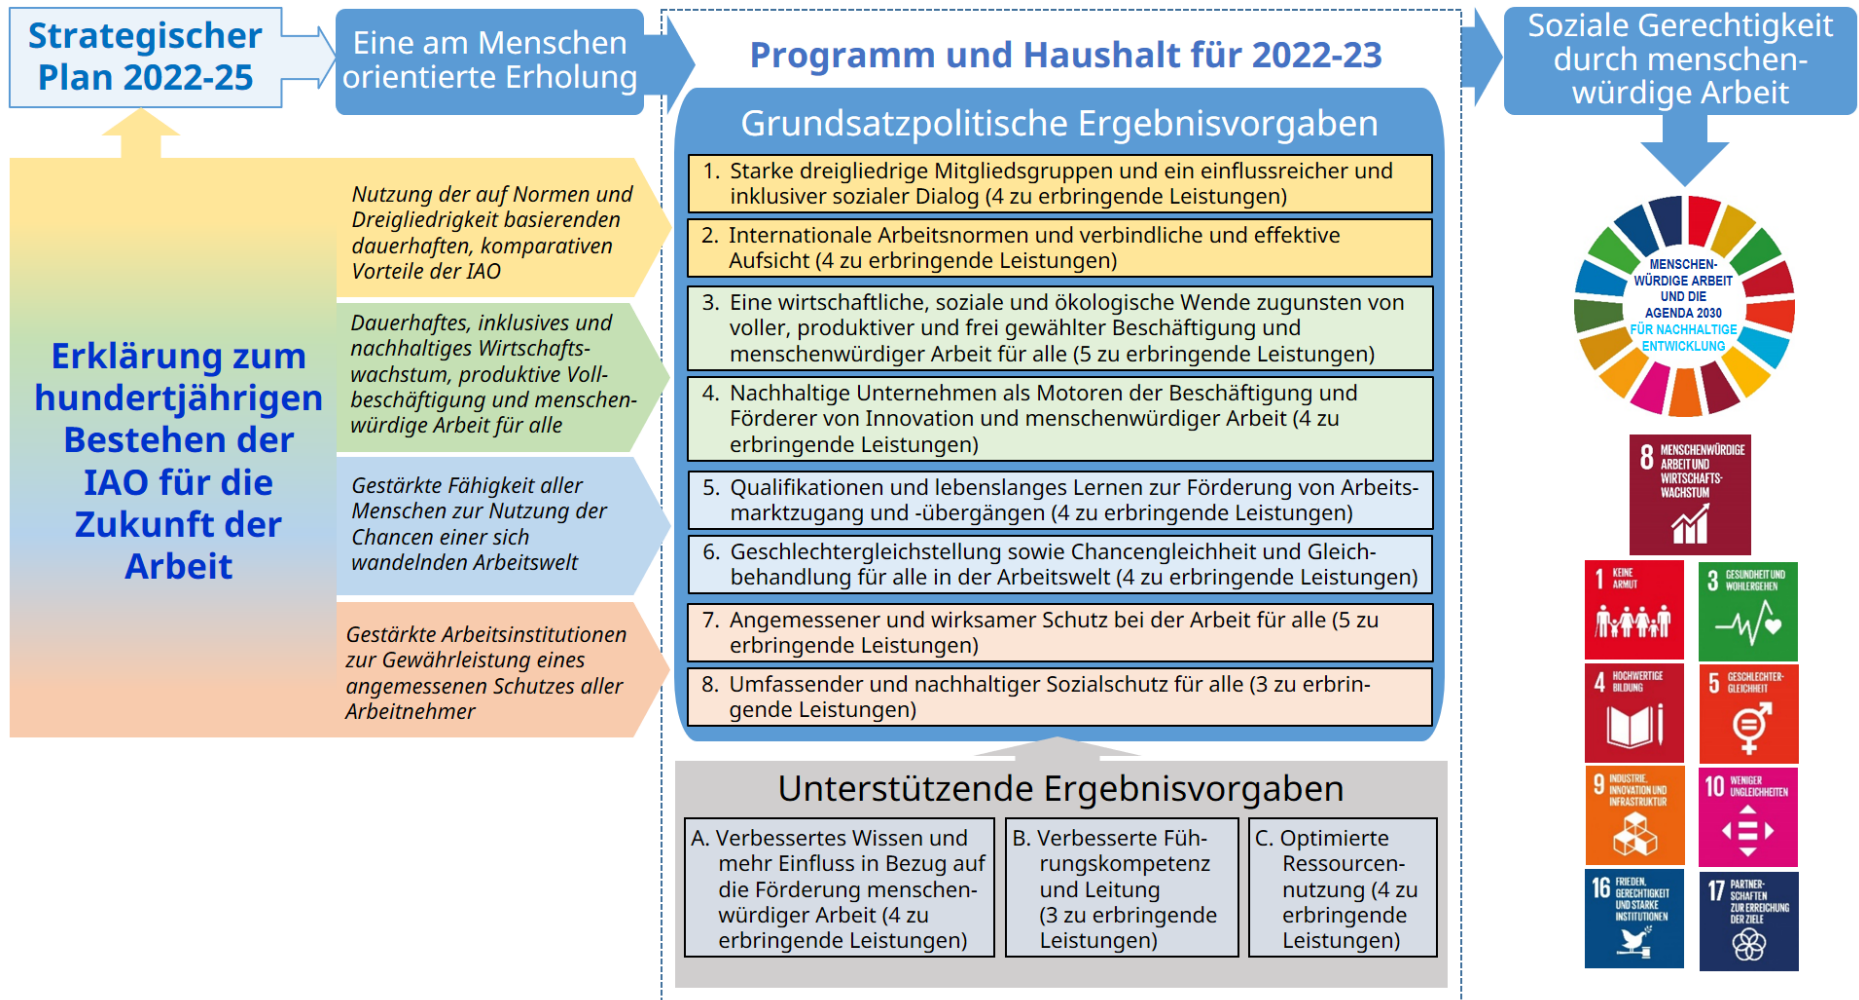 Strategischer
Plan 2022-25
Eine am Menschen
orientierte Erholung
Programm und Haushalt für 2022-23
Soziale Gerechtigkeit
durch menschen-
würdige Arbeit
Erklärung zum
hundertjährigen
Bestehen der
IAO für die
Zukunft der
Arbeit
Nutzung der auf Normen und
Dreigliedrigkeit basierenden
dauerhaften, komparativen
Vorteile der IAO
Dauerhaftes, inklusives und
nachhaltiges Wirtschafts-
wachstum, produktive Voll-
beschäftigung und menschen-
würdige Arbeit für alle
Gestärkte Fähigkeit aller
Menschen zur Nutzung der
Chancen einer sich
wandelnden Arbeitswelt
Gestärkte Arbeitsinstitutionen
zur Gewährleistung eines
angemessenen Schutzes aller
Arbeitnehmer
Grundsatzpolitische Ergebnisvorgaben
1. Starke dreigliedrige Mitgliedsgruppen und ein einflussreicher und
inklusiver sozialer Dialog (4 zu erbringende Leistungen)
2. Internationale Arbeitsnormen und verbindliche und effektive
Aufsicht (4 zu erbringende Leistungen)
3. Eine wirtschaftliche, soziale und ökologische Wende zugunsten von
voller, produktiver und frei gewählter Beschäftigung und
menschenwürdiger Arbeit für alle (5 zu erbringende Leistungen)
4. Nachhaltige Unternehmen als Motoren der Beschäftigung und
Förderer von Innovation und menschenwürdiger Arbeit (4 zu
erbringende Leistungen)
5. Qualifikationen und lebenslanges Lernen zur Förderung von Arbeits-
marktzugang und -übergängen (4 zu erbringende Leistungen)
6. Geschlechtergleichstellung sowie Chancengleichheit und Gleich-
behandlung für alle in der Arbeitswelt (4 zu erbringende Leistungen)
7. Angemessener und wirksamer Schutz bei der Arbeit für alle (5 zu
erbringende Leistungen)
8. Umfassender und nachhaltiger Sozialschutz für alle (3 zu erbrin-
gende Leistungen)
Unterstützende Ergebnisvorgaben
A. Verbessertes Wissen und
mehr Einfluss in Bezug auf
die Förderung menschen-
würdiger Arbeit (4 zu
erbringende Leistungen)
B. Verbesserte Füh-
rungskompetenz
und Leitung
(3 zu erbringende
Leistungen)
C. Optimierte
Ressourcen-
nutzung (4 zu
erbringende
Leistungen)
MENSCHEN-
WÜRDIGE ARBEIT
UND DIE
AGENDA 2030
FÜR NACHHALTIGE
ENTWICKLUNG
8 MENSCHENWÜRDIGE
ARBEIT UND
WIRTSCHAFTS-
WACHSTUM
1 KEINE
ARMUT
3 GESUNDHEIT UND
WOHLERGEHEN
4 HOCHWERTIGE
BILDUNG
5 GESCHLECHTER-
GLEICHHEIT
9 INDUSTRIE,
INNOVATION UND
INFRASTRUKTUR
10 WENIGER
UNGLEICHHEITEN
16 FRIEDEN,
GERECHTIGKEIT
UND STARKE
INSTITUTIONEN
17 PARTNER-
SCHAFTEN
ZUR ERREICHUNG
DER ZIELE